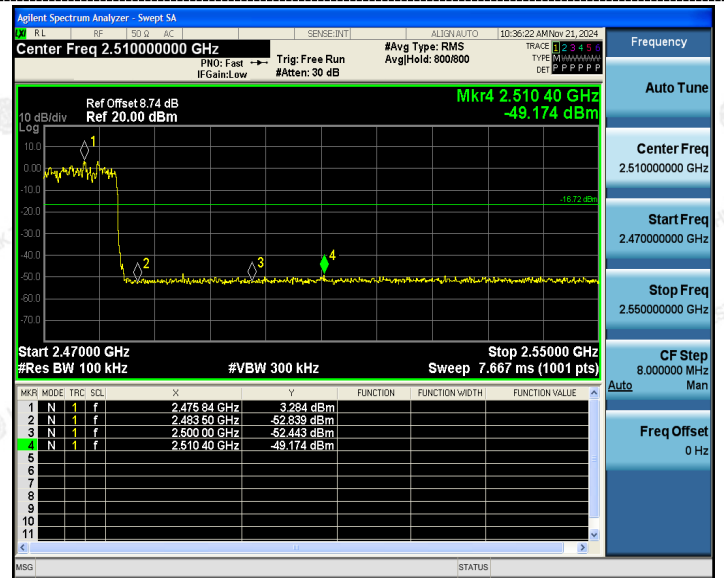 Agilent Spectrum Analyzer - Swept SA
LXI RL RF 50 Ω AC SENSE:INT ALIGN AUTO 10:36:22 AM Nov 21, 2024
Center Freq 2.510000000 GHz
PNO: Fast
IFGain:Low
Trig: Free Run
#Atten: 30 dB
#Avg Type: RMS
Avg|Hold: 800/800
TRACE 1 2 3 4 5 6
TYPE M W W W W W
DET P P P P P P
Frequency
Auto Tune
Center Freq
2.510000000 GHz
Start Freq
2.470000000 GHz
Stop Freq
2.550000000 GHz
CF Step
8.000000 MHz
Auto Man
Freq Offset
0 Hz
Ref Offset 8.74 dB
10 dB/div Ref 20.00 dBm
Log
Mkr4 2.510 40 GHz
-49.174 dBm
10.0
0.00
-10.0
-20.0
-30.0
-40.0
-50.0
-60.0
-70.0
1
2
3
4
-16.72 dBm
Start 2.47000 GHz Stop 2.55000 GHz
#Res BW 100 kHz #VBW 300 kHz Sweep 7.667 ms (1001 pts)
MKR MODE TRC SCL X Y FUNCTION FUNCTION WIDTH FUNCTION VALUE
1 N 1 f 2.475 84 GHz 3.284 dBm
2 N 1 f 2.483 50 GHz -52.839 dBm
3 N 1 f 2.500 00 GHz -52.443 dBm
4 N 1 f 2.510 40 GHz -49.174 dBm
5
6
7
8
9
10
11
MSG STATUS